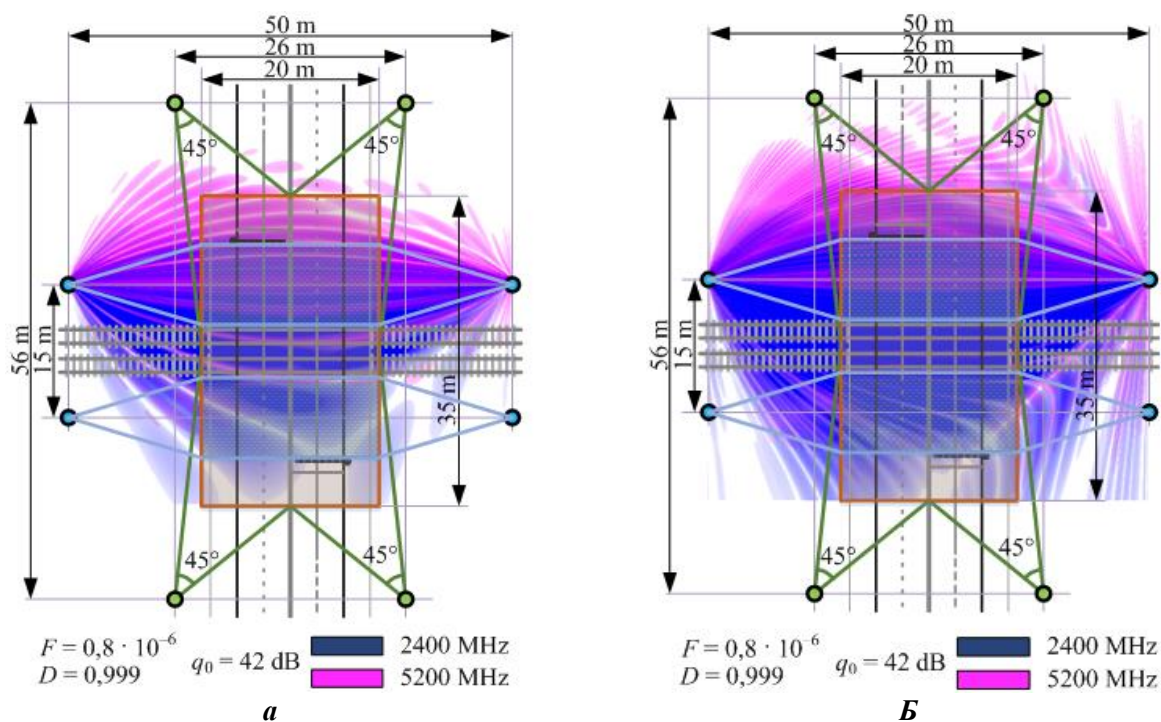 50 m
26 m
20 m
45°
45°
56 m
15 m
35 m
45°
45°
F = 0,8 · 10⁻⁶
D = 0,999
q₀ = 42 dB
2400 MHz
5200 MHz
а
50 m
26 m
20 m
45°
45°
56 m
15 m
35 m
45°
45°
F = 0,8 · 10⁻⁶
D = 0,999
q₀ = 42 dB
2400 MHz
5200 MHz
Б